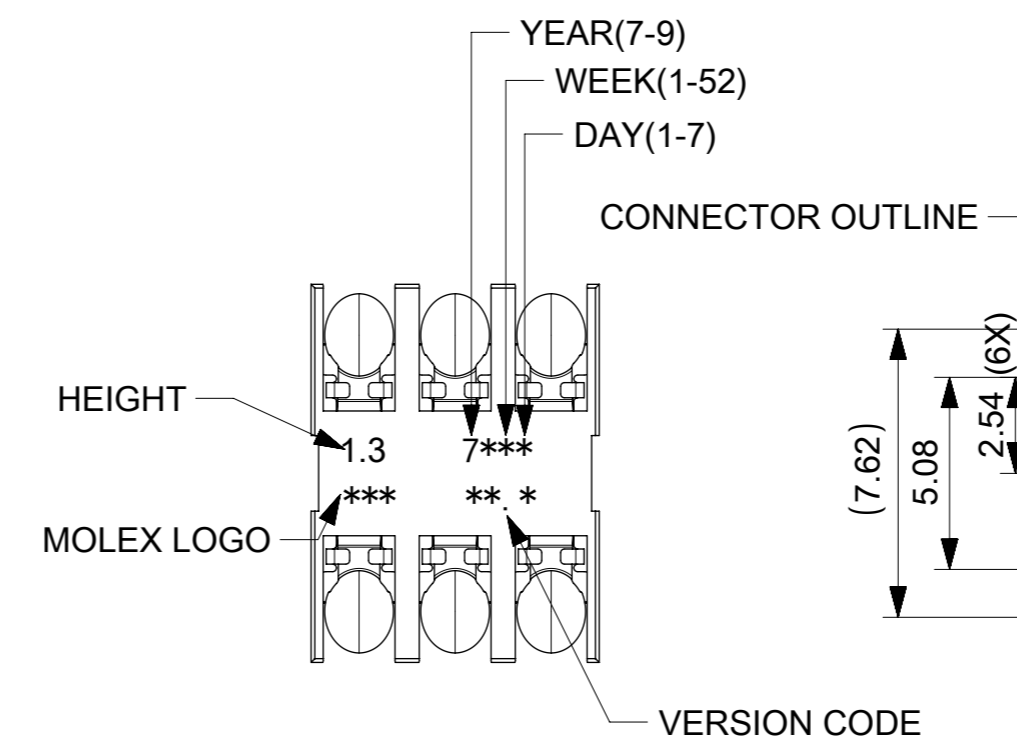 YEAR(7-9)
WEEK(1-52)
DAY(1-7)
CONNECTOR OUTLINE
HEIGHT
1.3 7***
*** **. *
MOLEX LOGO
VERSION CODE
(7.62)
5.08
2.54 (6X)